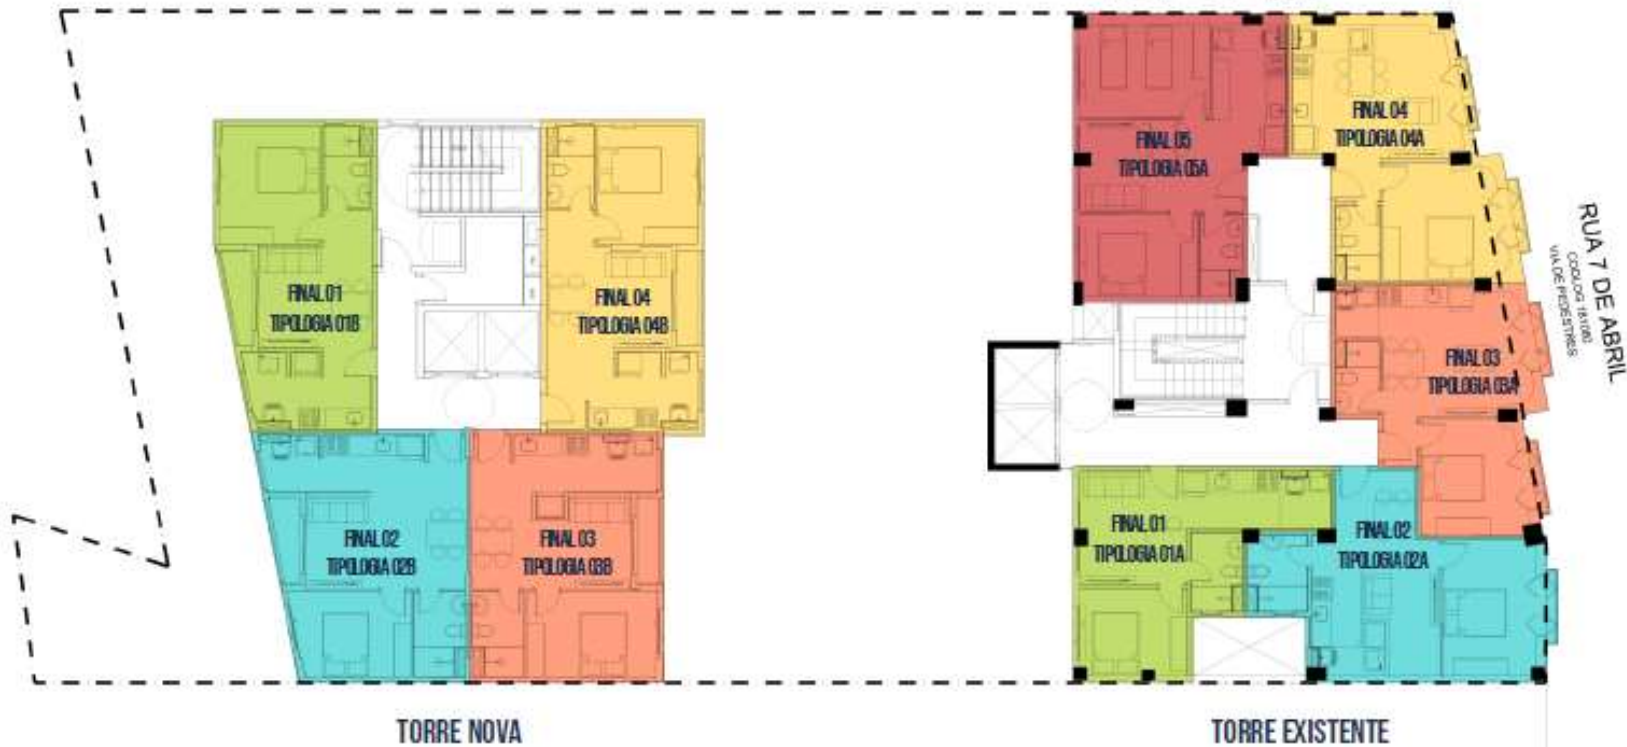 FINAL 05
TIPOLOGIA 05A
FINAL 04
TIPOLOGIA 04A
RUA 7 DE ABRIL
VIA DE PEDESTRES
FINAL 01
TIPOLOGIA 01B
FINAL 04
TIPOLOGIA 04B
FINAL 03
TIPOLOGIA 03A
FINAL 02
TIPOLOGIA 02B
FINAL 03
TIPOLOGIA 03B
FINAL 01
TIPOLOGIA 01A
FINAL 02
TIPOLOGIA 02A
TORRE NOVA
TORRE EXISTENTE